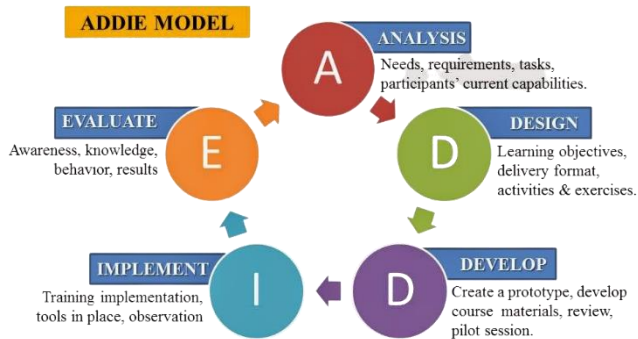 ADDIE MODEL
A
ANALYSIS
Needs, requirements, tasks,
participants' current capabilities.
D
DESIGN
Learning objectives,
delivery format,
activities & exercises.
D
DEVELOP
Create a prototype, develop
course materials, review,
pilot session.
I
IMPLEMENT
Training implementation,
tools in place, observation
E
EVALUATE
Awareness, knowledge,
behavior, results